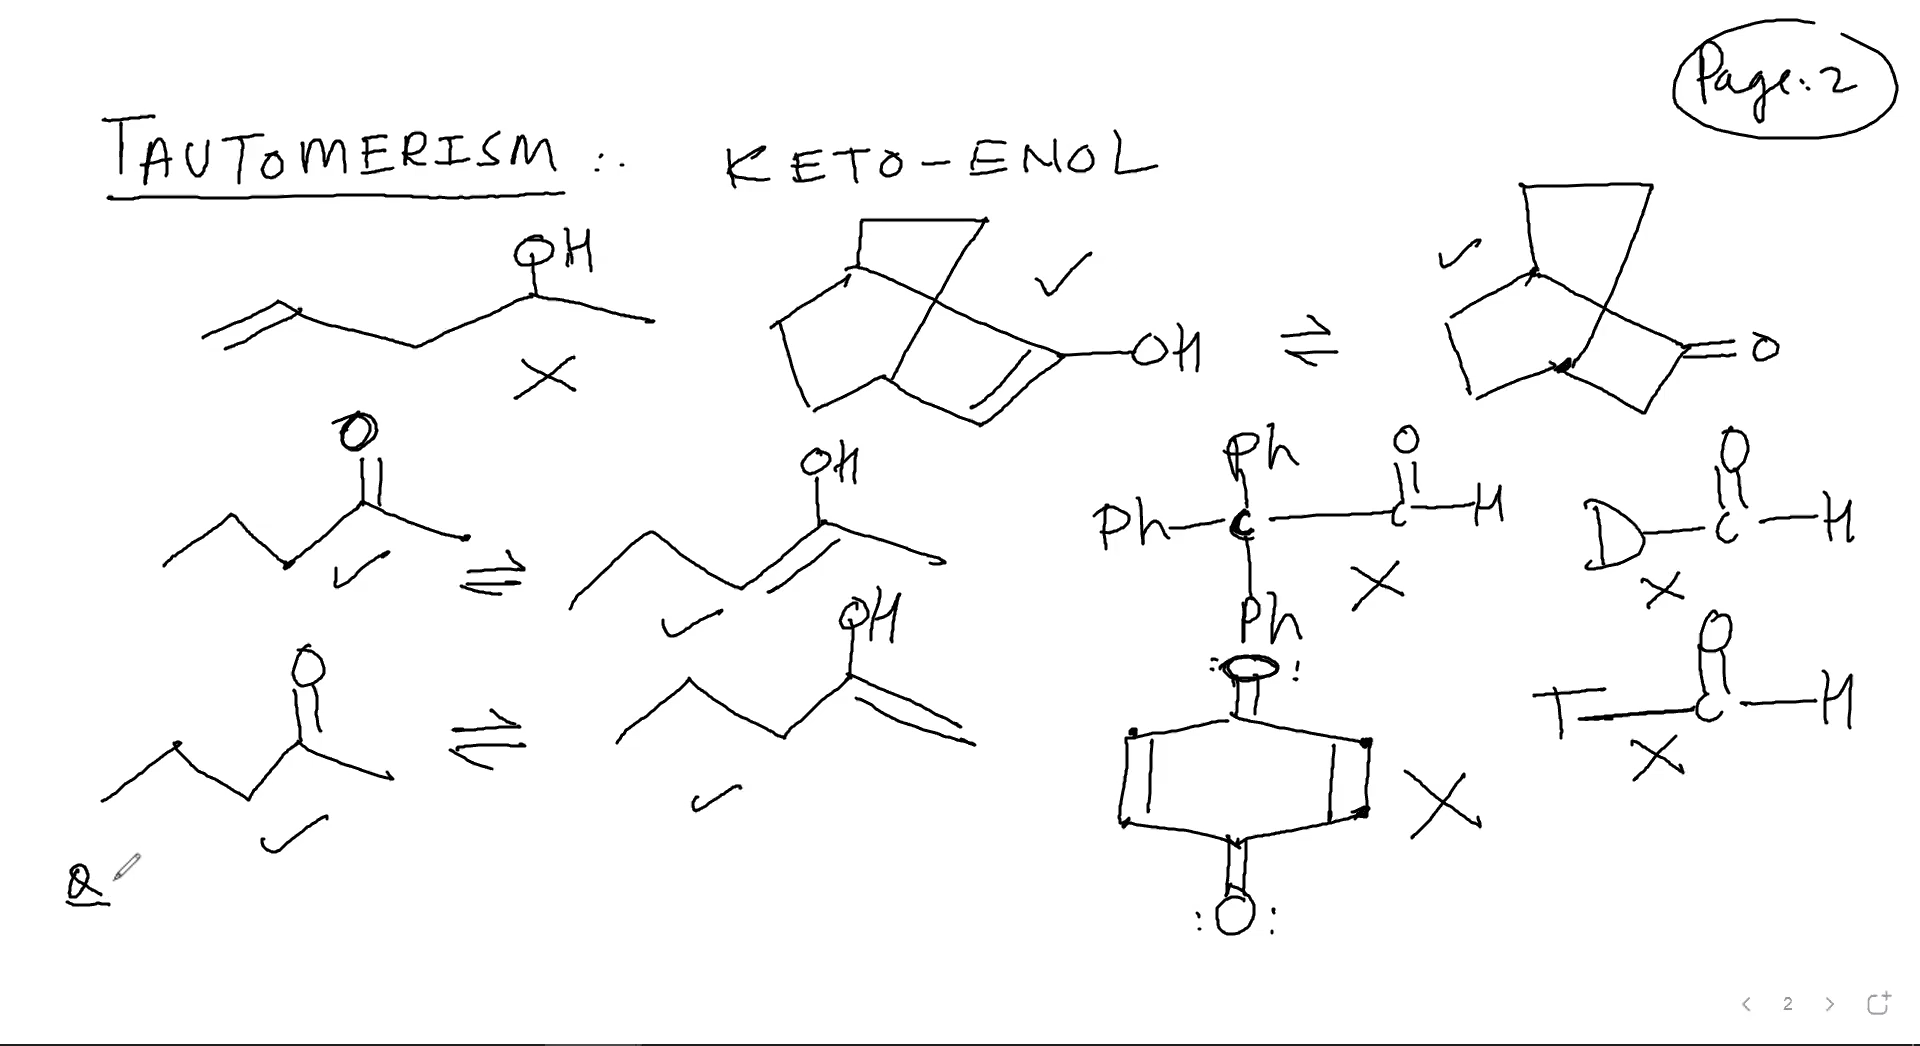 Page: 2
TAUTOMERISM : KETO-ENOL
OH
OH
O
O
OH
Ph
Ph C C H
O
Ph
D C H
O
O
OH
O
T C H
O
O
Q
2